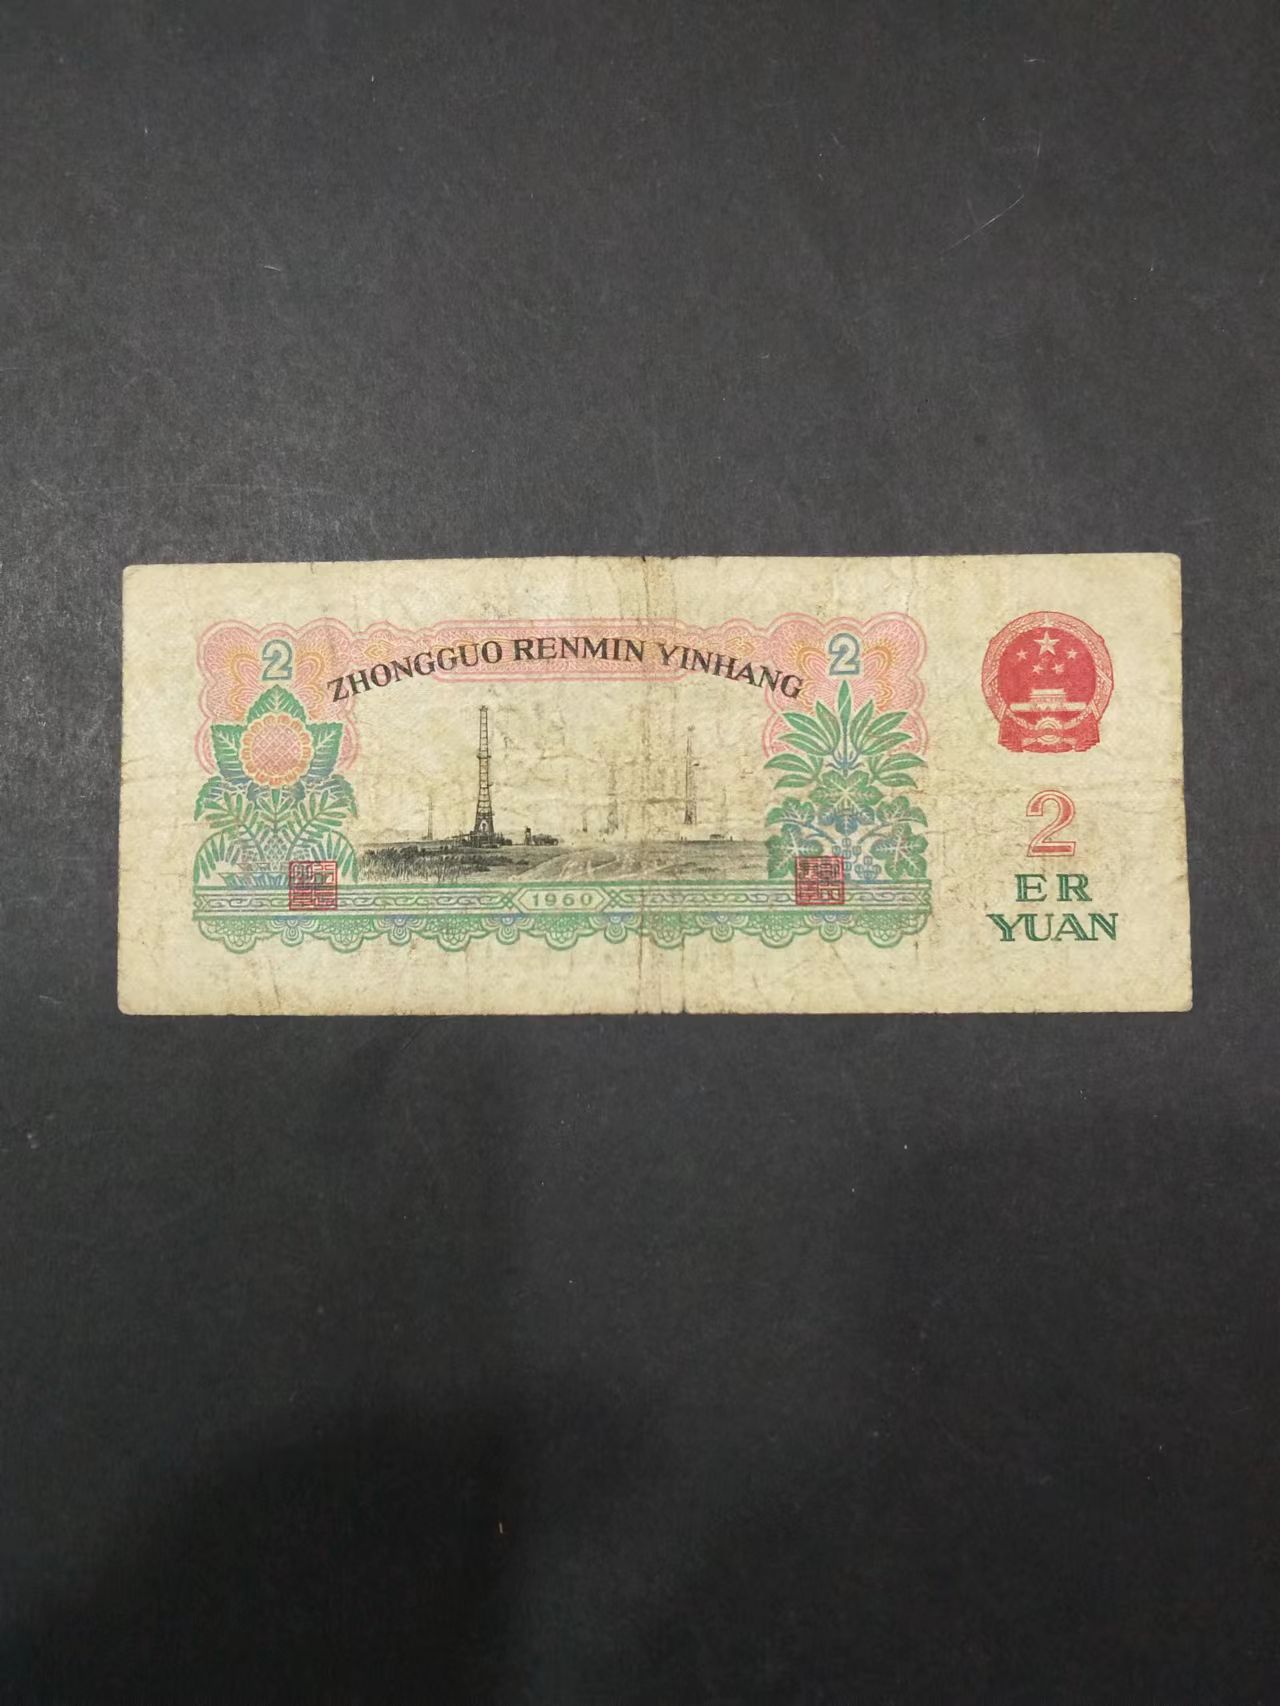 2
2
ZHONGGUO RENMIN YINHANG
1960
2
ER
YUAN